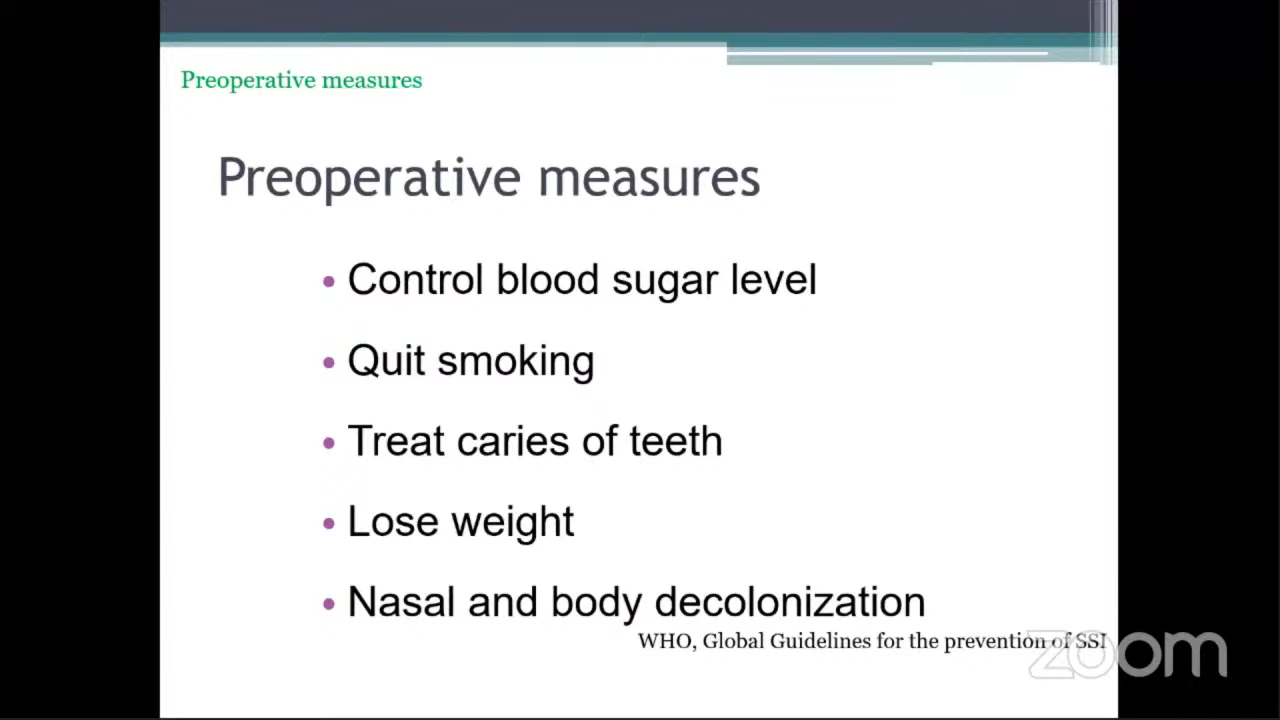 Preoperative measures
Preoperative measures
• Control blood sugar level
• Quit smoking
• Treat caries of teeth
• Lose weight
• Nasal and body decolonization
WHO, Global Guidelines for the prevention of SSI
zoom